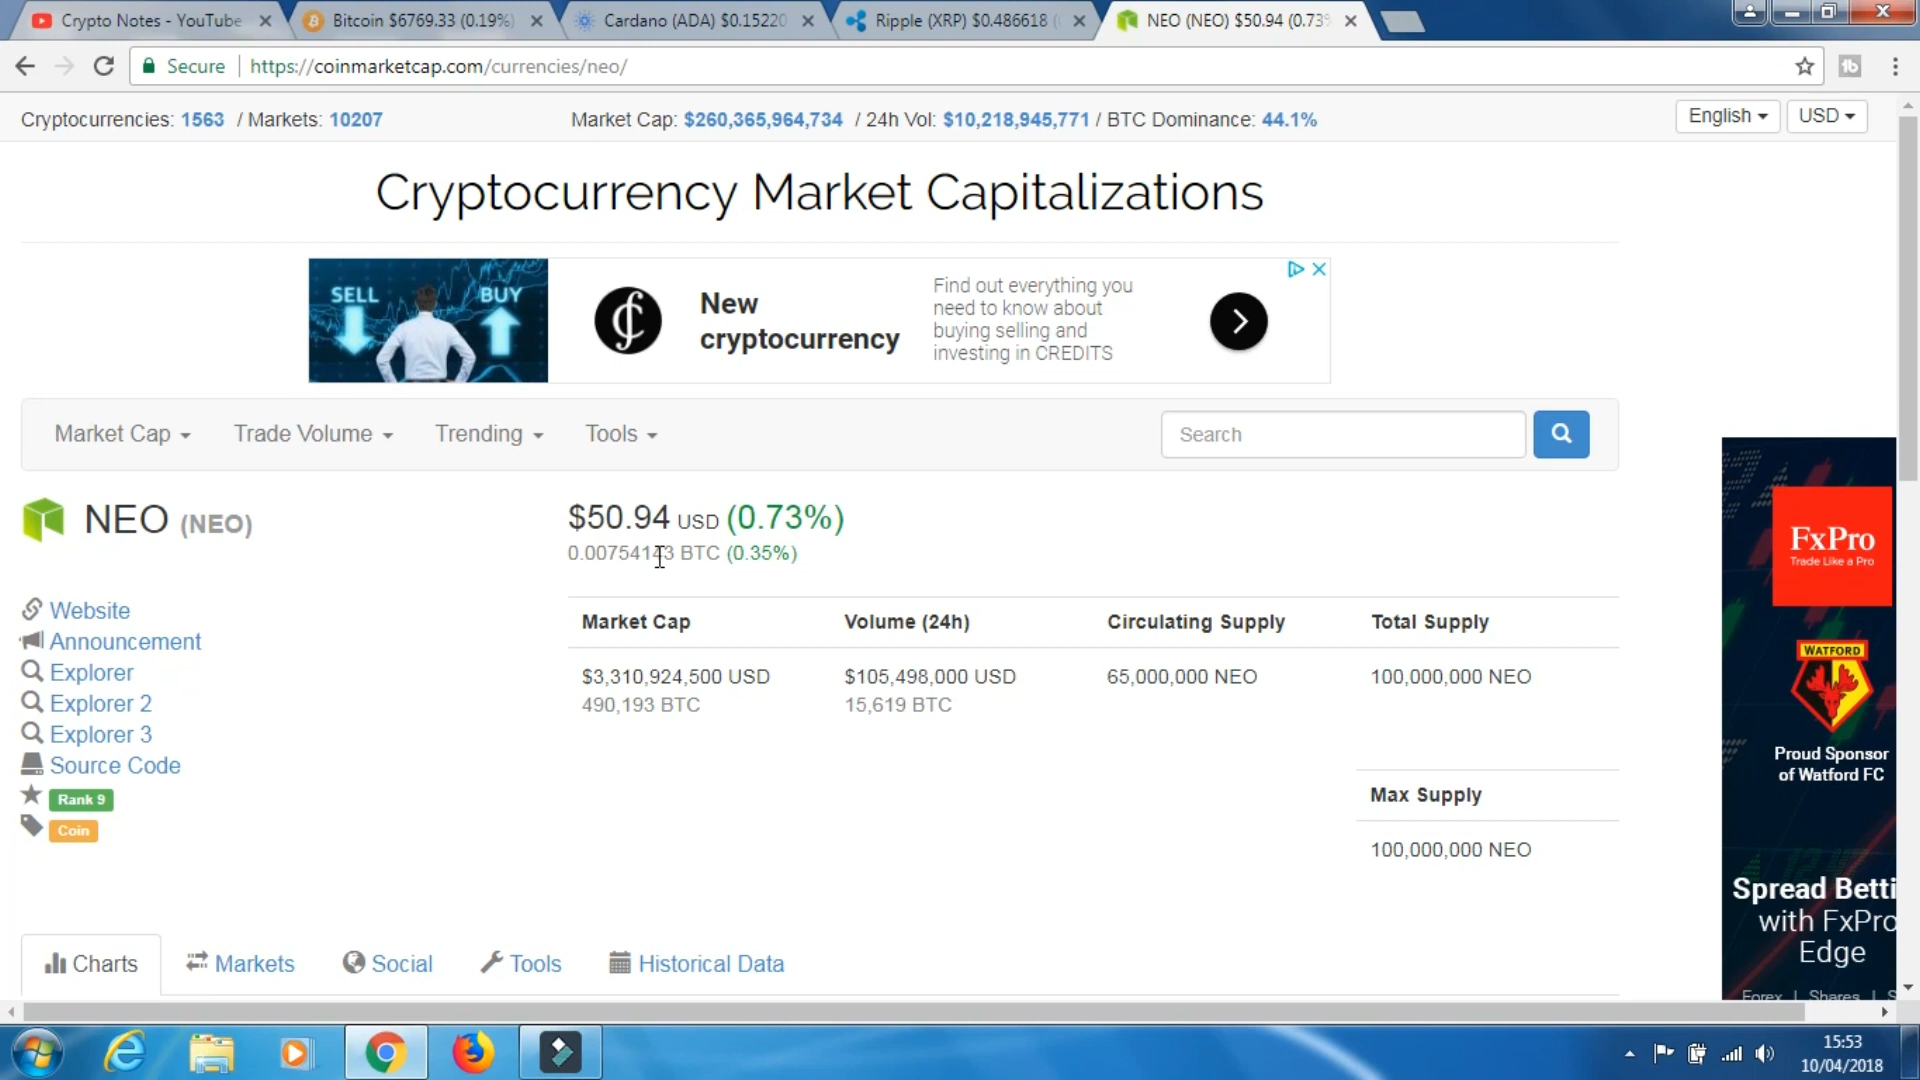 Crypto Notes - YouTube
Bitcoin $6769.33 (0.19%)
Cardano (ADA) $0.15220
Ripple (XRP) $0.486618 (
NEO (NEO) $50.94 (0.73%
Secure
https://coinmarketcap.com/currencies/neo/
Cryptocurrencies: 1563 / Markets: 10207
Market Cap: $260,365,964,734 / 24h Vol: $10,218,945,771 / BTC Dominance: 44.1%
English
USD
Cryptocurrency Market Capitalizations
SELL
BUY
New
cryptocurrency
Find out everything you
need to know about
buying selling and
investing in CREDITS
Market Cap
Trade Volume
Trending
Tools
Search
NEO (NEO)
$50.94 USD (0.73%)
BTC (0.35%)
Website
Announcement
Explorer
Explorer 2
Explorer 3
Source Code
Rank 9
Coin
Market Cap
Volume (24h)
Circulating Supply
Total Supply
$3,310,924,500 USD
$105,498,000 USD
65,000,000 NEO
100,000,000 NEO
490,193 BTC
15,619 BTC
Max Supply
100,000,000 NEO
Charts
Markets
Social
Tools
Historical Data
FxPro
Trade Like a Pro
WATFORD
Proud Sponsor
of Watford FC
Spread Betti
with FxPro
Edge
Forex | Shares | S
15:53
10/04/2018